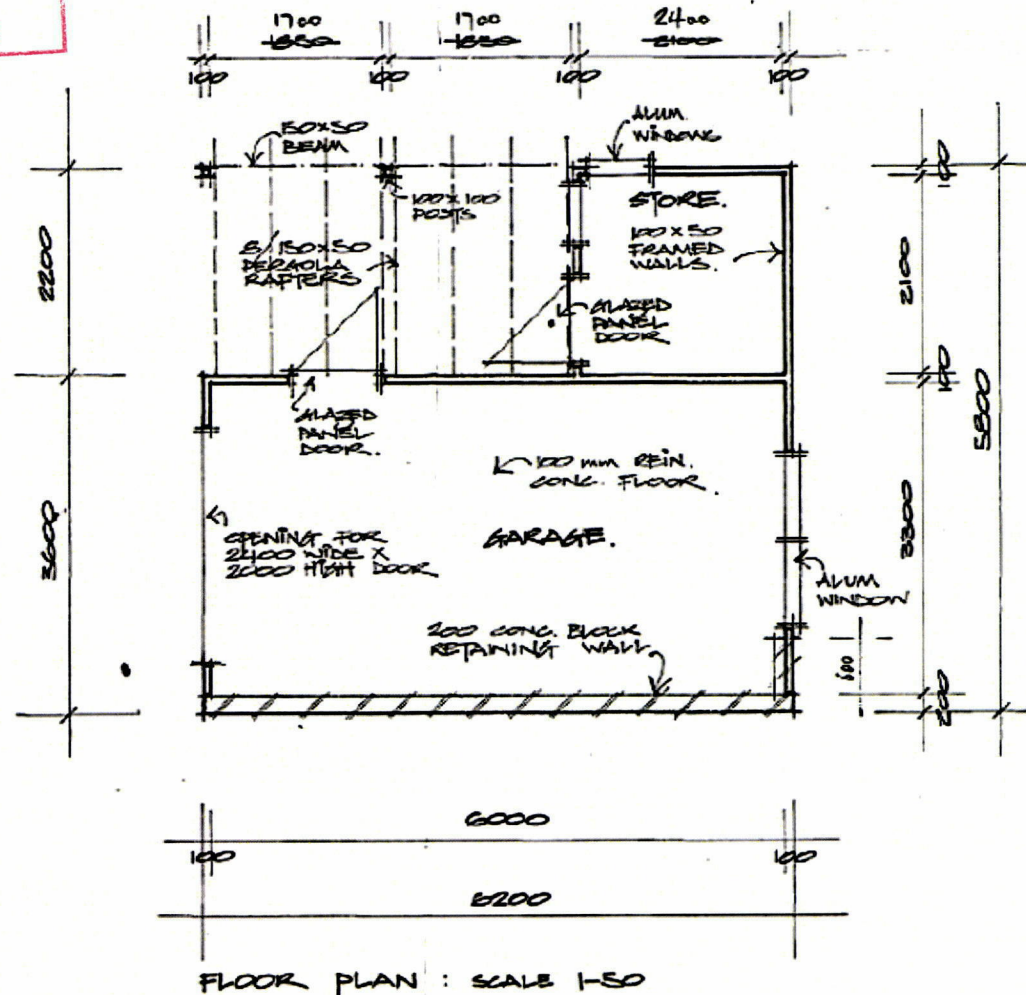 1700 1700 2400
1850 1850 2100
100 100 100 100
150x50
BEAM
ALUM.
WINDOWS
100x100
POSTS
STORE.
100x50
FRAMED
WALLS.
8/150x50
PERGOLA
RAFTERS
GLAZED
PANEL
DOOR
GLAZED
PANEL
DOOR.
2200
3600
100
2100
100
3300
200
5800
600
100 mm REIN.
CONC. FLOOR.
GARAGE.
OPENING FOR
2400 WIDE X
2000 HIGH DOOR
ALUM
WINDOW
200 CONC. BLOCK
RETAINING WALL
6000
100 100
6200
FLOOR PLAN : SCALE 1-50